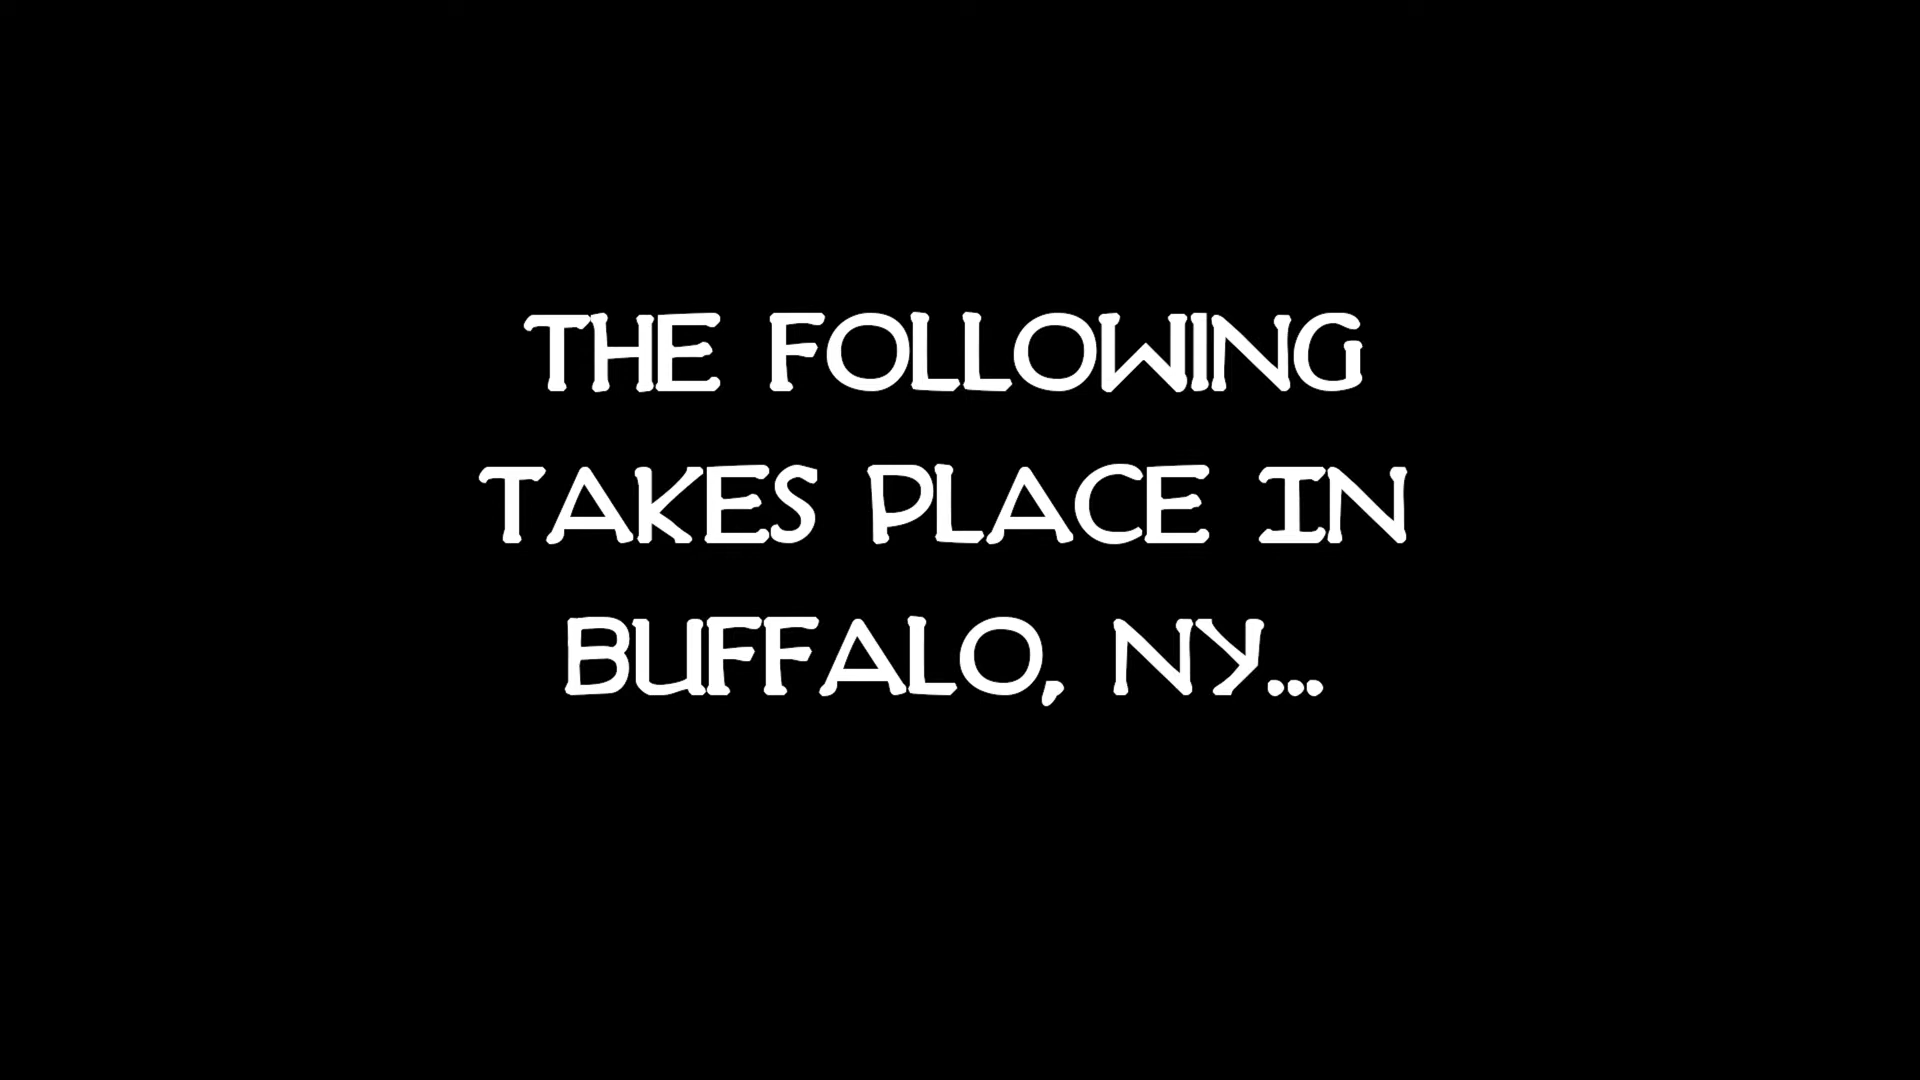 THE FOLLOWING
TAKES PLACE IN
BUFFALO, NY...